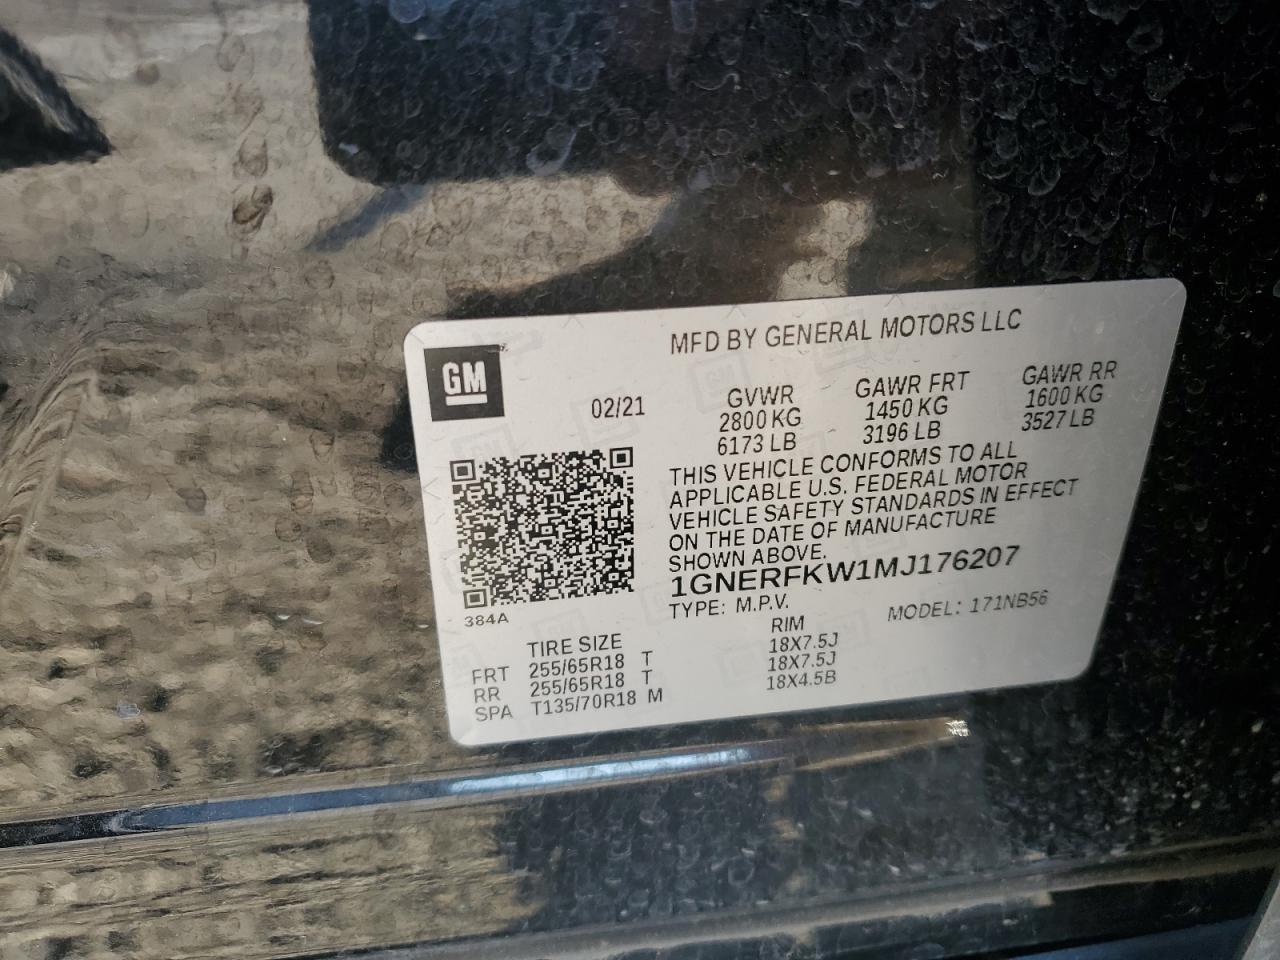 MFD BY GENERAL MOTORS LLC
GM
02/21
GVWR GAWR FRT GAWR RR
2800 KG 1450 KG 1600 KG
6173 LB 3196 LB 3527 LB
THIS VEHICLE CONFORMS TO ALL
APPLICABLE U.S. FEDERAL MOTOR
VEHICLE SAFETY STANDARDS IN EFFECT
ON THE DATE OF MANUFACTURE
SHOWN ABOVE.
1GNERFKW1MJ176207
TYPE: M.P.V. MODEL: 171NB56
384A
TIRE SIZE RIM
FRT 255/65R18 T 18X7.5J
RR 255/65R18 T 18X7.5J
SPA T135/70R18 M 18X4.5B